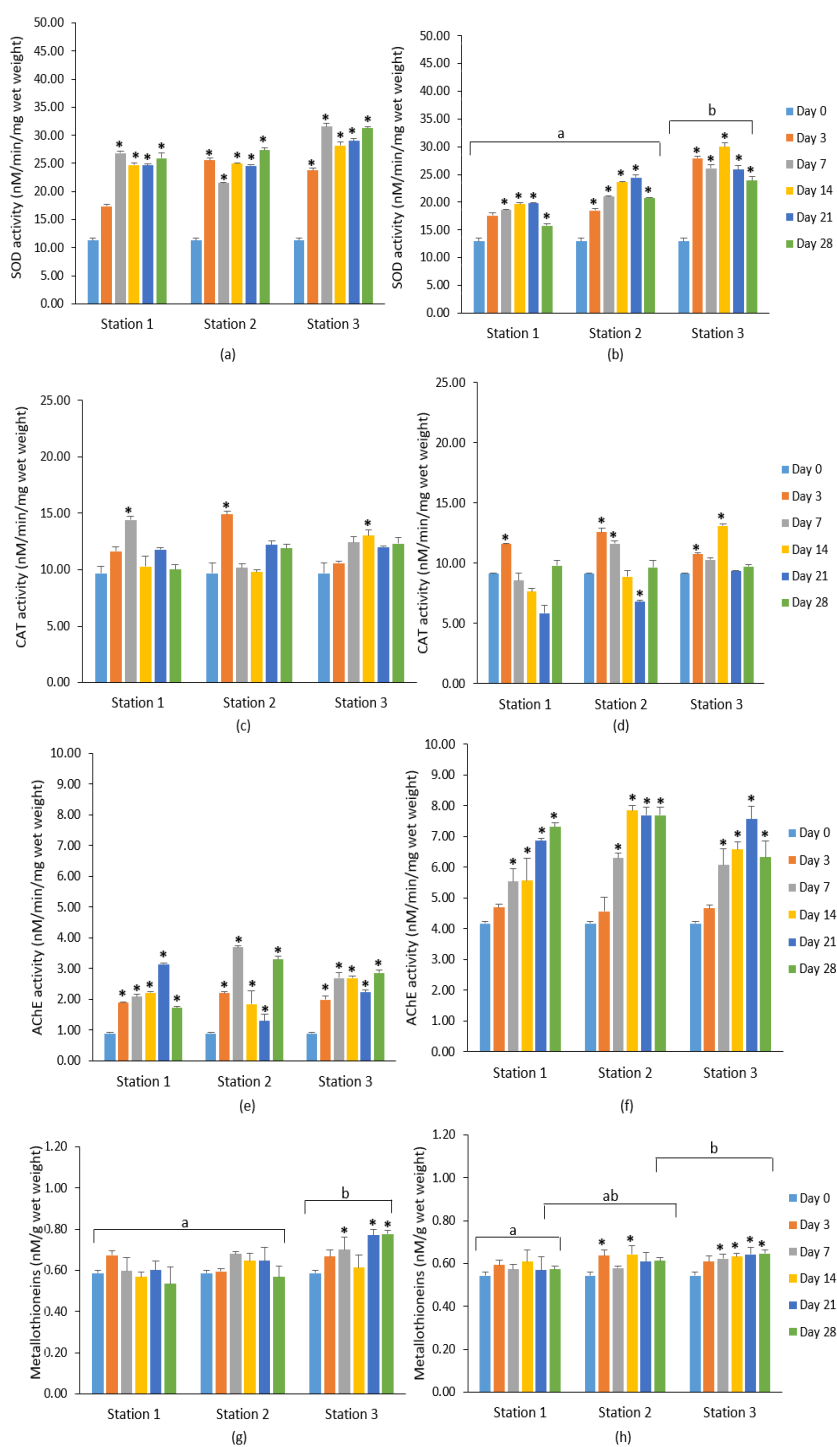 50.00
45.00
40.00
35.00
30.00
25.00
20.00
15.00
10.00
5.00
0.00
SOD activity (nM/min/mg wet weight)
* * * * *
* * * * *
* * * * *
Station 1 Station 2 Station 3
(a)
50.00
45.00
40.00
35.00
30.00
25.00
20.00
15.00
10.00
5.00
0.00
SOD activity (nM/min/mg wet weight)
a
b
* * *
* * * * *
* * * * *
Station 1 Station 2 Station 3
(b)
Day 0
Day 3
Day 7
Day 14
Day 21
Day 28
25.00
20.00
15.00
10.00
5.00
0.00
CAT activity (nM/min/mg wet weight)
*
*
*
Station 1 Station 2 Station 3
(c)
25.00
20.00
15.00
10.00
5.00
0.00
CAT activity (nM/min/mg wet weight)
*
* * *
* *
Station 1 Station 2 Station 3
(d)
Day 0
Day 3
Day 7
Day 14
Day 21
Day 28
10.00
9.00
8.00
7.00
6.00
5.00
4.00
3.00
2.00
1.00
0.00
AChE activity (nM/min/mg wet weight)
* * * * *
* * * * *
* * * * *
Station 1 Station 2 Station 3
(e)
10.00
9.00
8.00
7.00
6.00
5.00
4.00
3.00
2.00
1.00
0.00
AChE activity (nM/min/mg wet weight)
* * * *
* * * *
* * * *
Station 1 Station 2 Station 3
(f)
Day 0
Day 3
Day 7
Day 14
Day 21
Day 28
1.20
1.00
0.80
0.60
0.40
0.20
0.00
Metallothioneins (nM/g wet weight)
a
b
* * *
Station 1 Station 2 Station 3
(g)
1.20
1.00
0.80
0.60
0.40
0.20
0.00
Metallothioneins (nM/g wet weight)
a
ab
b
* *
* * * *
Station 1 Station 2 Station 3
(h)
Day 0
Day 3
Day 7
Day 14
Day 21
Day 28